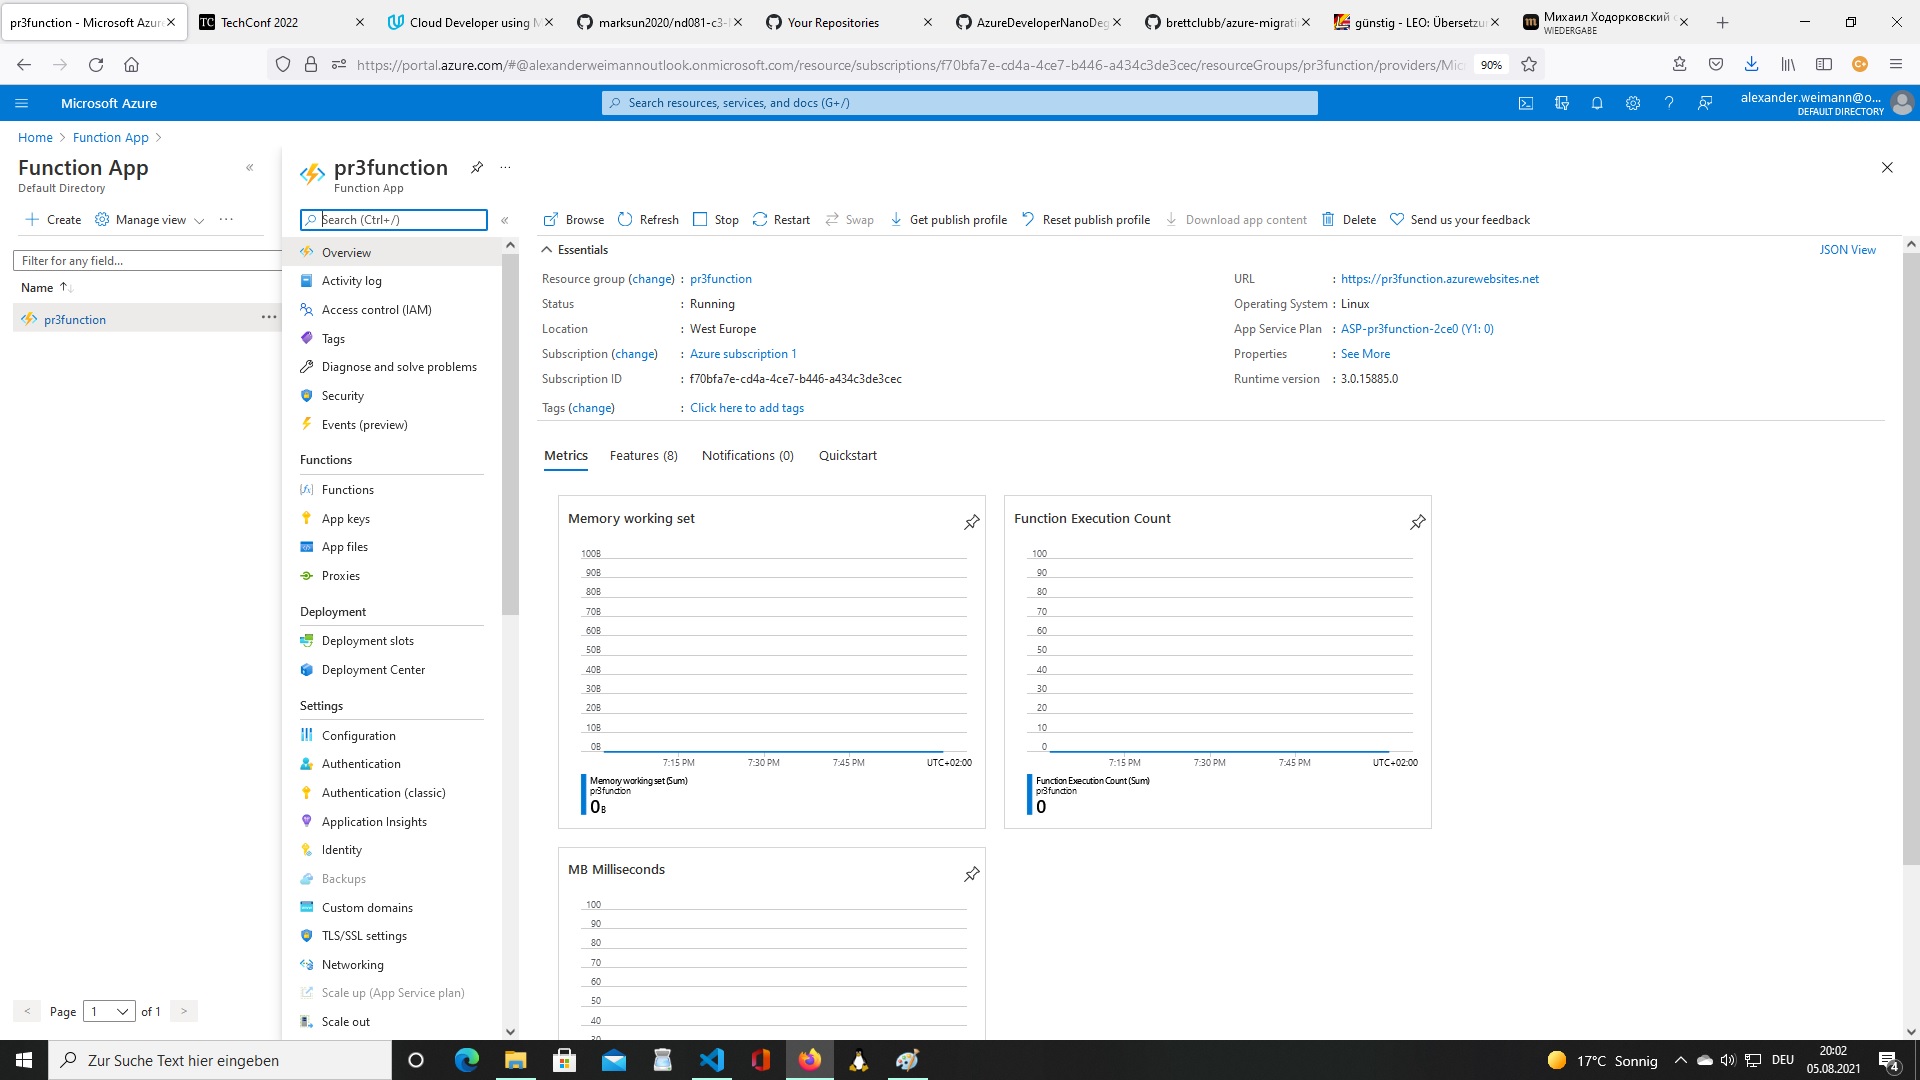 pr3function - Microsoft Azure
TechConf 2022
Cloud Developer using M
marksun2020/nd081-c3-
Your Repositories
AzureDeveloperNanoDeg
brettclubb/azure-migrati
günstig - LEO: Übersetzu
Михаил Ходорковский
WIEDERGABE
https://portal.azure.com/#@alexanderweimannoutlook.onmicrosoft.com/resource/subscriptions/f70bfa7e-cd4a-4ce7-b446-a434c3de3cec/resourceGroups/pr3function/providers/Mic
90%
Microsoft Azure
Search resources, services, and docs (G+/)
alexander.weimann@o...
DEFAULT DIRECTORY
Home > Function App >
Function App
Default Directory
Create
Manage view
Filter for any field...
Name
pr3function
Page 1 of 1
pr3function
Function App
Search (Ctrl+/)
Overview
Activity log
Access control (IAM)
Tags
Diagnose and solve problems
Security
Events (preview)
Functions
Functions
App keys
App files
Proxies
Deployment
Deployment slots
Deployment Center
Settings
Configuration
Authentication
Authentication (classic)
Application Insights
Identity
Backups
Custom domains
TLS/SSL settings
Networking
Scale up (App Service plan)
Scale out
Browse Refresh Stop Restart Swap Get publish profile Reset publish profile Download app content Delete Send us your feedback
Essentials
JSON View
Resource group (change) : pr3function
Status : Running
Location : West Europe
Subscription (change) : Azure subscription 1
Subscription ID : f70bfa7e-cd4a-4ce7-b446-a434c3de3cec
Tags (change) : Click here to add tags
URL : https://pr3function.azurewebsites.net
Operating System : Linux
App Service Plan : ASP-pr3function-2ce0 (Y1: 0)
Properties : See More
Runtime version : 3.0.15885.0
Metrics Features (8) Notifications (0) Quickstart
Memory working set
100B
90B
80B
70B
60B
50B
40B
30B
20B
10B
0B
7:15 PM 7:30 PM 7:45 PM UTC+02:00
Memory working set (Sum)
pr3function
0 B
Function Execution Count
100
90
80
70
60
50
40
30
20
10
0
7:15 PM 7:30 PM 7:45 PM UTC+02:00
Function Execution Count (Sum)
pr3function
0
MB Milliseconds
100
90
80
70
60
50
40
30
Zur Suche Text hier eingeben
17°C Sonnig
DEU
20:02
05.08.2021
4